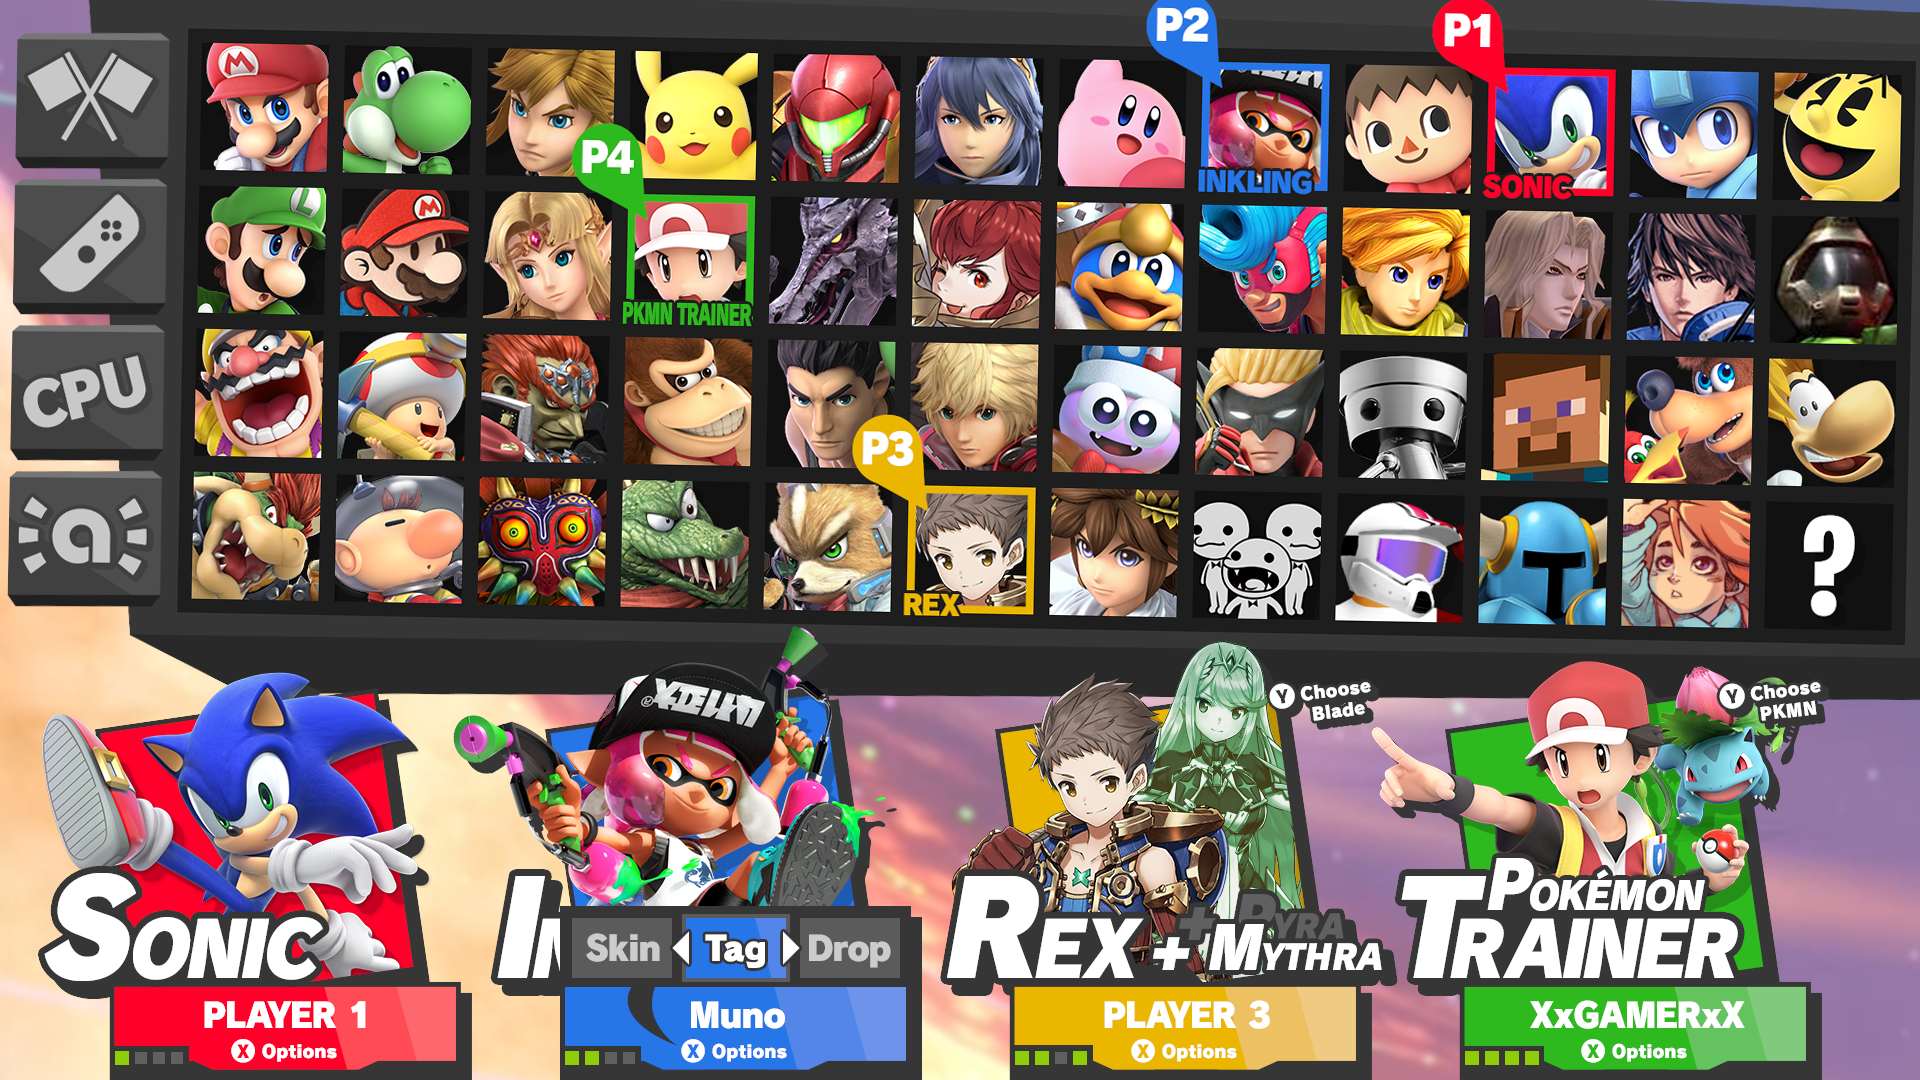 P2
P1
P4
INKLING
SONIC
PKMN TRAINER
CPU
P3
REX
?
a
Y Choose
Blade
Y Choose
PKMN
SONIC
Skin Tag Drop
REX + PYRA
+ MYTHRA
POKÉMON
TRAINER
PLAYER 1
X Options
Muno
X Options
PLAYER 3
X Options
XxGAMERxX
X Options